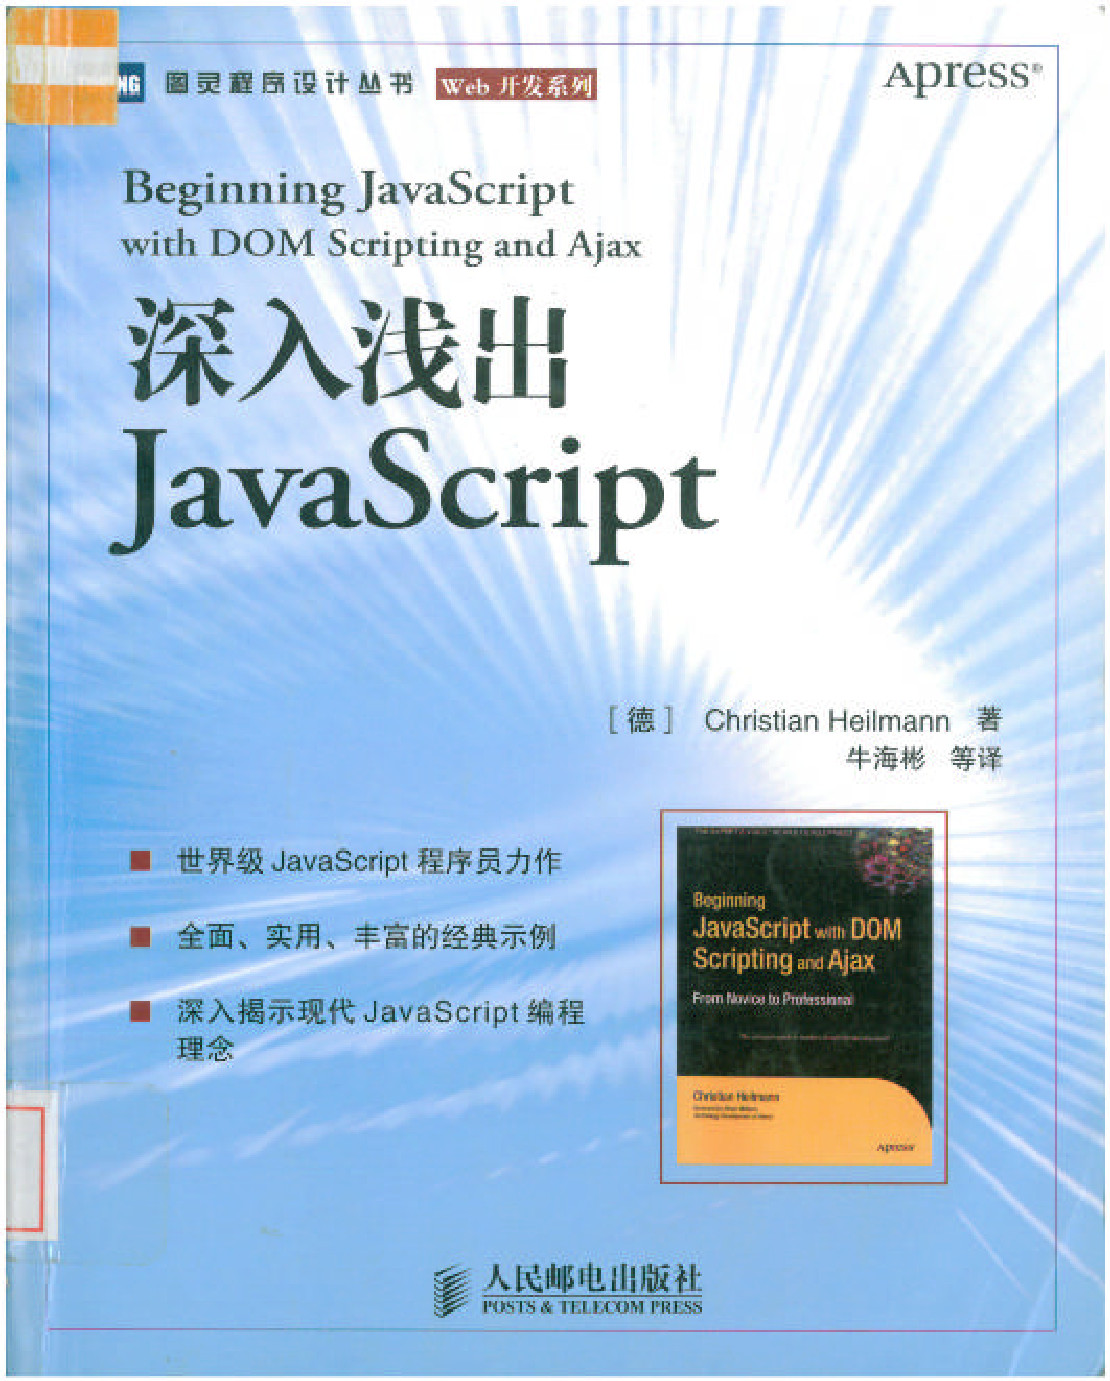 NG
图灵程序设计丛书 Web 开发系列
Apress®
Beginning JavaScript
with DOM Scripting and Ajax
深入浅出
JavaScript
[德] Christian Heilmann 著
牛海彬 等译
世界级 JavaScript 程序员力作
全面、实用、丰富的经典示例
深入揭示现代 JavaScript 编程
理念
Beginning
JavaScript with DOM
Scripting and Ajax
From Novice to Professional
Christian Heilmann
Apress
人民邮电出版社
POSTS & TELECOM PRESS